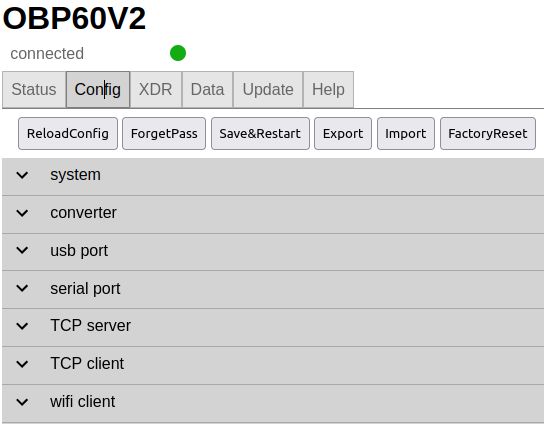 OBP60V2
connected
Status Config XDR Data Update Help
ReloadConfig ForgetPass Save&Restart Export Import FactoryReset
system
converter
usb port
serial port
TCP server
TCP client
wifi client